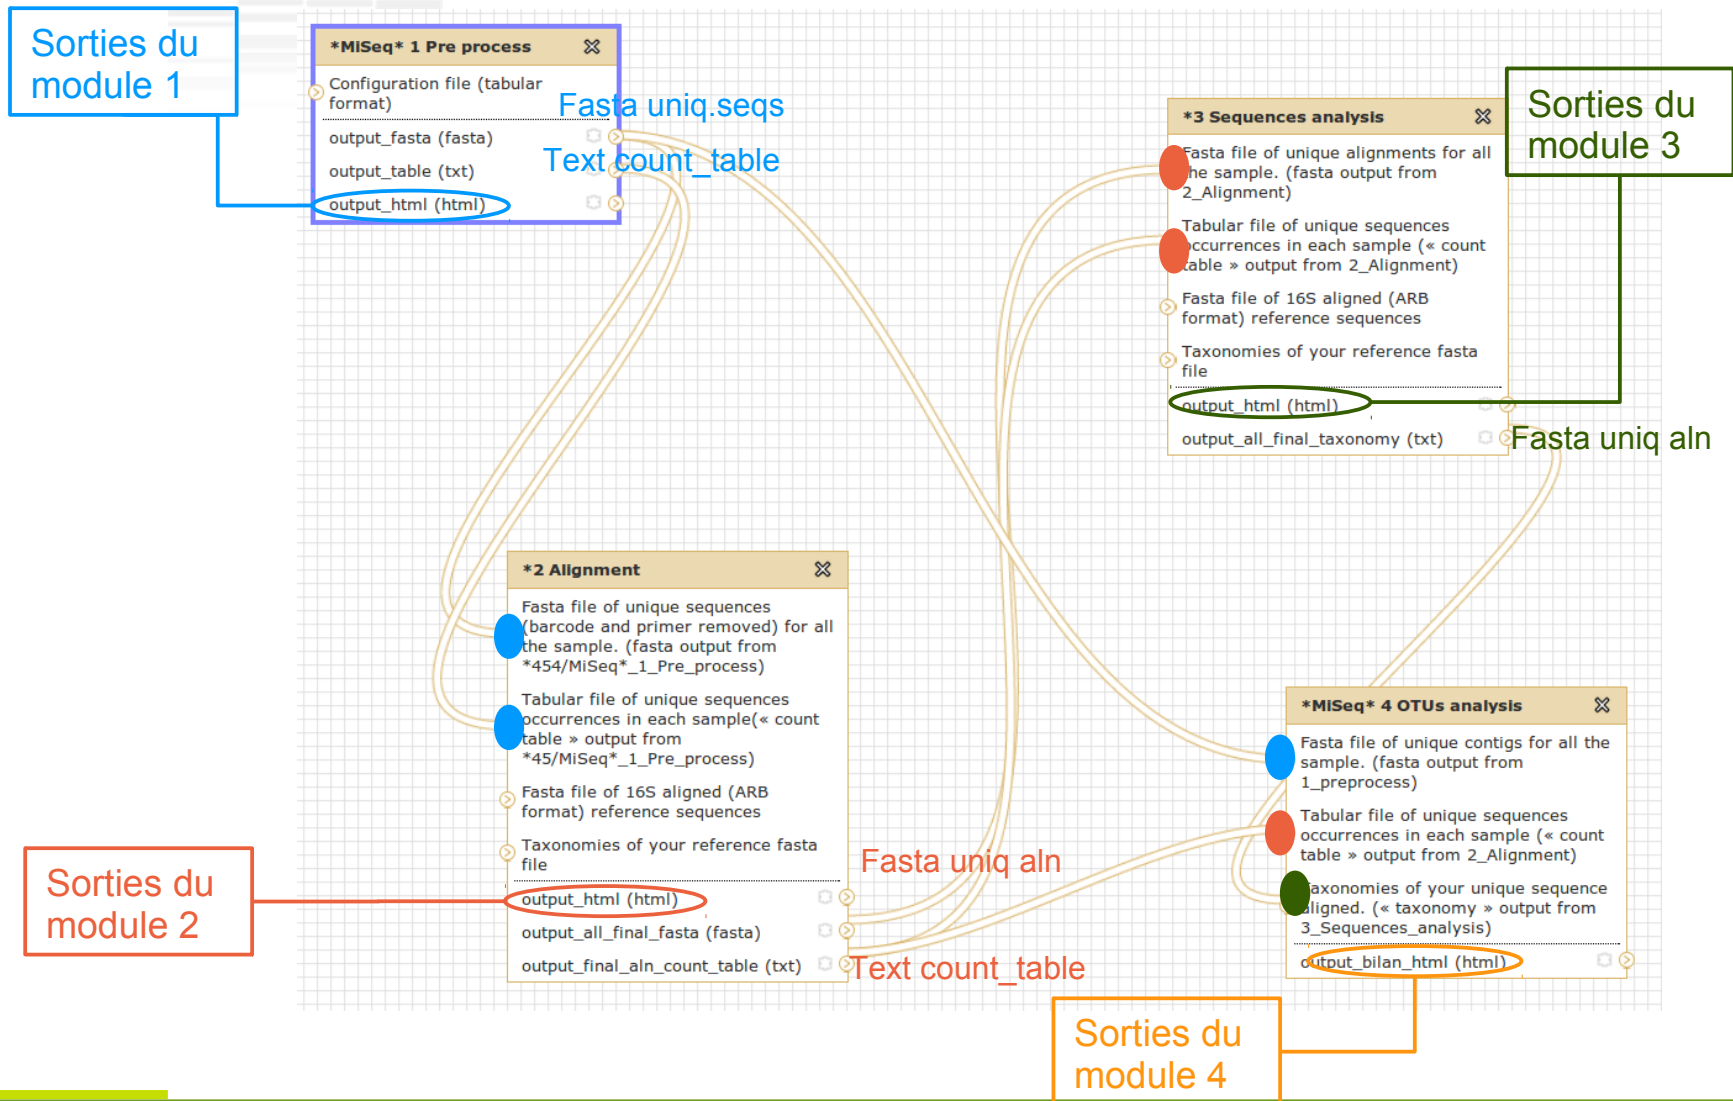 Sorties du
module 1
*MiSeq* 1 Pre process
Configuration file (tabular
format)
output_fasta (fasta)
output_table (txt)
output_html (html)
Fasta uniq.seqs
Text count_table
*3 Sequences analysis
Fasta file of unique alignments for all
the sample. (fasta output from
2_Alignment)
Tabular file of unique sequences
occurrences in each sample (« count
table » output from 2_Alignment)
Fasta file of 16S aligned (ARB
format) reference sequences
Taxonomies of your reference fasta
file
output_html (html)
output_all_final_taxonomy (txt)
Sorties du
module 3
Fasta uniq aln
*2 Alignment
Fasta file of unique sequences
(barcode and primer removed) for all
the sample. (fasta output from
*454/MiSeq*_1_Pre_process)
Tabular file of unique sequences
occurrences in each sample(« count
table » output from
*45/MiSeq*_1_Pre_process)
Fasta file of 16S aligned (ARB
format) reference sequences
Taxonomies of your reference fasta
file
output_html (html)
output_all_final_fasta (fasta)
output_final_aln_count_table (txt)
Sorties du
module 2
Fasta uniq aln
Text count_table
*MiSeq* 4 OTUs analysis
Fasta file of unique contigs for all the
sample. (fasta output from
1_preprocess)
Tabular file of unique sequences
occurrences in each sample (« count
table » output from 2_Alignment)
Taxonomies of your unique sequence
aligned. (« taxonomy » output from
3_Sequences_analysis)
output_bilan_html (html)
Sorties du
module 4